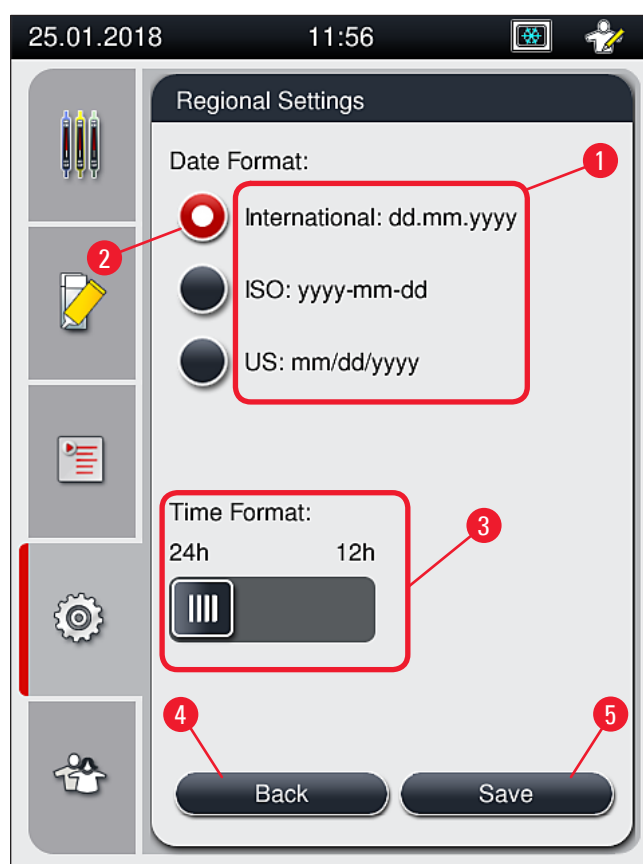 25.01.2018 11:56
Regional Settings
Date Format:
1
International: dd.mm.yyyy
2
ISO: yyyy-mm-dd
US: mm/dd/yyyy
Time Format:
3
24h 12h
4
5
Back Save